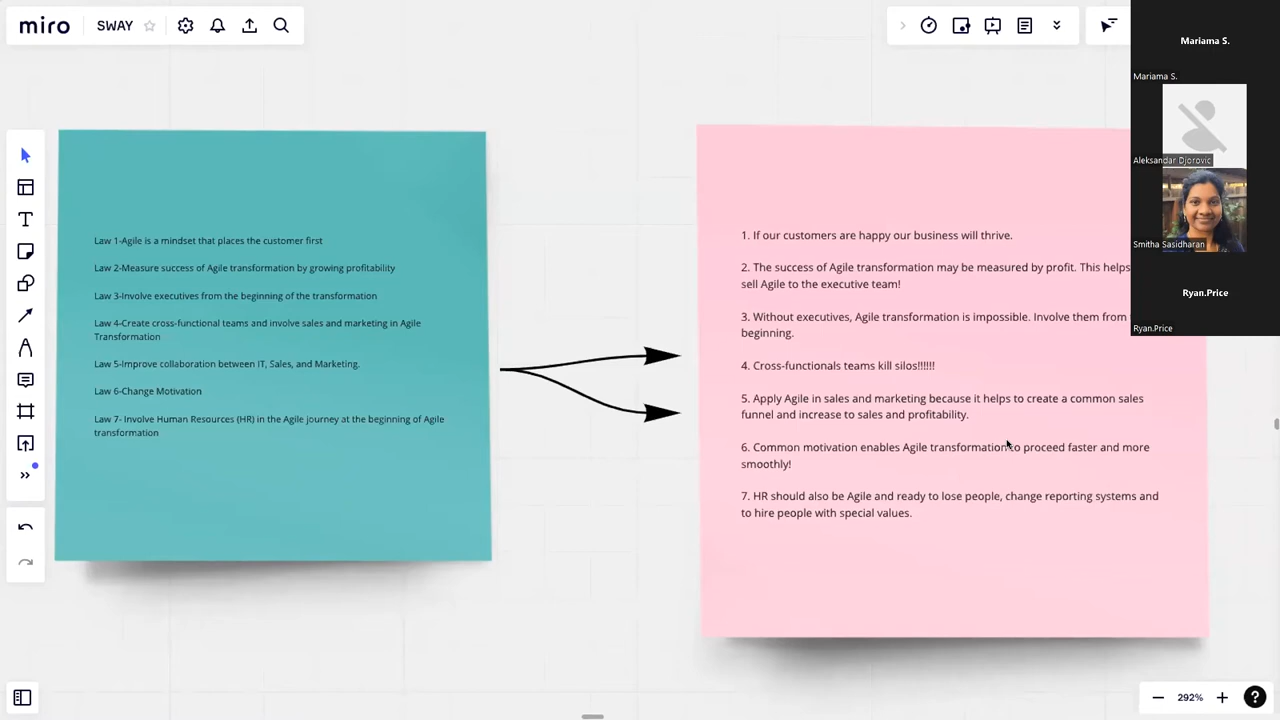 miro
SWAY
Mariama S.
Mariama S.
Aleksandar Djorovic
Smitha Sasidharan
Ryan.Price
Ryan.Price
Law 1-Agile is a mindset that places the customer first
Law 2-Measure success of Agile transformation by growing profitability
Law 3-Involve executives from the beginning of the transformation
Law 4-Create cross-functional teams and involve sales and marketing in Agile
Transformation
Law 5-Improve collaboration between IT, Sales, and Marketing.
Law 6-Change Motivation
Law 7- Involve Human Resources (HR) in the Agile journey at the beginning of Agile
transformation
1. If our customers are happy our business will thrive.
2. The success of Agile transformation may be measured by profit. This helps
sell Agile to the executive team!
3. Without executives, Agile transformation is impossible. Involve them from
beginning.
4. Cross-functionals teams kill silos!!!!!!
5. Apply Agile in sales and marketing because it helps to create a common sales
funnel and increase to sales and profitability.
6. Common motivation enables Agile transformation to proceed faster and more
smoothly!
7. HR should also be Agile and ready to lose people, change reporting systems and
to hire people with special values.
292%